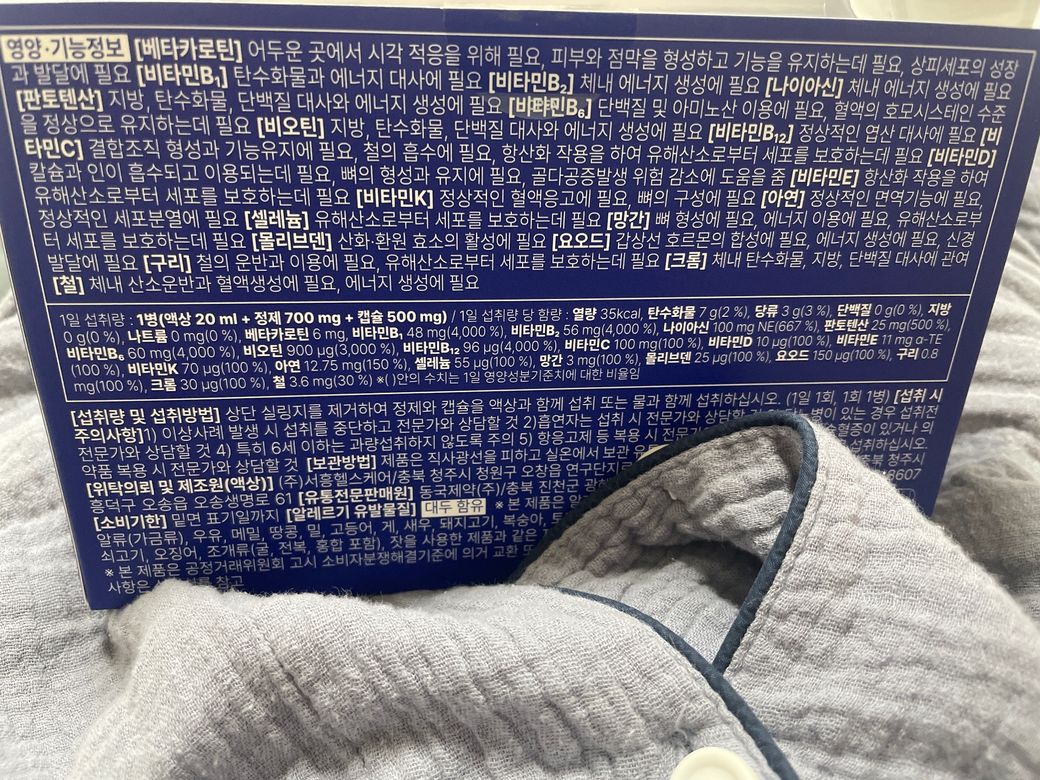 영양·기능정보 [베타카로틴] 어두운 곳에서 시각 적응을 위해 필요, 피부와 점막을 형성하고 기능을 유지하는데 필요, 상피세포의 성장
과 발달에 필요 [비타민B₁] 탄수화물과 에너지 대사에 필요 [비타민B₂] 체내 에너지 생성에 필요 [나이아신] 체내 에너지 생성에 필요
[판토텐산] 지방, 탄수화물, 단백질 대사와 에너지 생성에 필요 [비타민B₆] 단백질 및 아미노산 이용에 필요, 혈액의 호모시스테인 수준
을 정상으로 유지하는데 필요 [비오틴] 지방, 탄수화물, 단백질 대사와 에너지 생성에 필요 [비타민B₁₂] 정상적인 엽산 대사에 필요 [비
타민C] 결합조직 형성과 기능유지에 필요, 철의 흡수에 필요, 항산화 작용을 하여 유해산소로부터 세포를 보호하는데 필요 [비타민D]
칼슘과 인이 흡수되고 이용되는데 필요, 뼈의 형성과 유지에 필요, 골다공증발생 위험 감소에 도움을 줌 [비타민E] 항산화 작용을 하여
유해산소로부터 세포를 보호하는데 필요 [비타민K] 정상적인 혈액응고에 필요, 뼈의 구성에 필요 [아연] 정상적인 면역기능에 필요,
정상적인 세포분열에 필요 [셀레늄] 유해산소로부터 세포를 보호하는데 필요 [망간] 뼈 형성에 필요, 에너지 이용에 필요, 유해산소로부
터 세포를 보호하는데 필요 [몰리브덴] 산화·환원 효소의 활성에 필요 [요오드] 갑상선 호르몬의 합성에 필요, 에너지 생성에 필요, 신경
발달에 필요 [구리] 철의 운반과 이용에 필요, 유해산소로부터 세포를 보호하는데 필요 [크롬] 체내 탄수화물, 지방, 단백질 대사에 관여
[철] 체내 산소운반과 혈액생성에 필요, 에너지 생성에 필요
1일 섭취량 : 1병(액상 20 ml + 정제 700 mg + 캡슐 500 mg) / 1일 섭취량 당 함량 : 열량 35kcal, 탄수화물 7 g(2 %), 당류 3 g(3 %), 단백질 0 g(0 %), 지방
0 g(0 %), 나트륨 0 mg(0 %), 베타카로틴 6 mg, 비타민B₁ 48 mg(4,000 %), 비타민B₂ 56 mg(4,000 %), 나이아신 100 mg NE(667 %), 판토텐산 25 mg(500 %),
비타민B₆ 60 mg(4,000 %), 비오틴 900 μg(3,000 %), 비타민B₁₂ 96 μg(4,000 %), 비타민C 100 mg(100 %), 비타민D 10 μg(100 %), 비타민E 11 mg α-TE
(100 %), 비타민K 70 μg(100 %), 아연 12.75 mg(150 %), 셀레늄 55 μg(100 %), 망간 3 mg(100 %), 몰리브덴 25 μg(100 %), 요오드 150 μg(100 %), 구리 0.8
mg(100 %), 크롬 30 μg(100 %), 철 3.6 mg(30 %) ※( )안의 수치는 1일 영양성분기준치에 대한 비율임
[섭취량 및 섭취방법] 상단 실링지를 제거하여 정제와 캡슐을 액상과 함께 섭취 또는 물과 함께 섭취하십시오. (1일 1회, 1회 1병) [섭취 시
주의사항]1) 이상사례 발생 시 섭취를 중단하고 전문가와 상담할 것 2)흡연자는 섭취 시 전문가와 상담할 것 병이 있는 경우 섭취전
전문가와 상담할 것 4) 특히 6세 이하는 과량섭취하지 않도록 주의 5) 항응고제 등 복용 시 전문가 있거나 의
약품 복용 시 전문가와 상담할 것 [보관방법] 제품은 직사광선을 피하고 실온에서 보관 섭취하십시오.
[위탁의뢰 및 제조원(액상)] (주)서흥헬스케어/충북 청주시 청원구 오창읍 연구단지로 청주시
흥덕구 오송읍 오송생명로 61 [유통전문판매원] 동국제약(주)/충북 진천군 광혜 8607
[소비기한] 밑면 표기일까지 [알레르기 유발물질] 대두 함유 ※ 본 제품은 알
알류(가금류), 우유, 메밀, 땅콩, 밀, 고등어, 게, 새우, 돼지고기, 복숭아, 토
쇠고기, 오징어, 조개류(굴, 전복, 홍합 포함), 잣을 사용한 제품과 같은
※ 본 제품은 공정거래위원회 고시 소비자분쟁해결기준에 의거 교환 또
사항은 참고